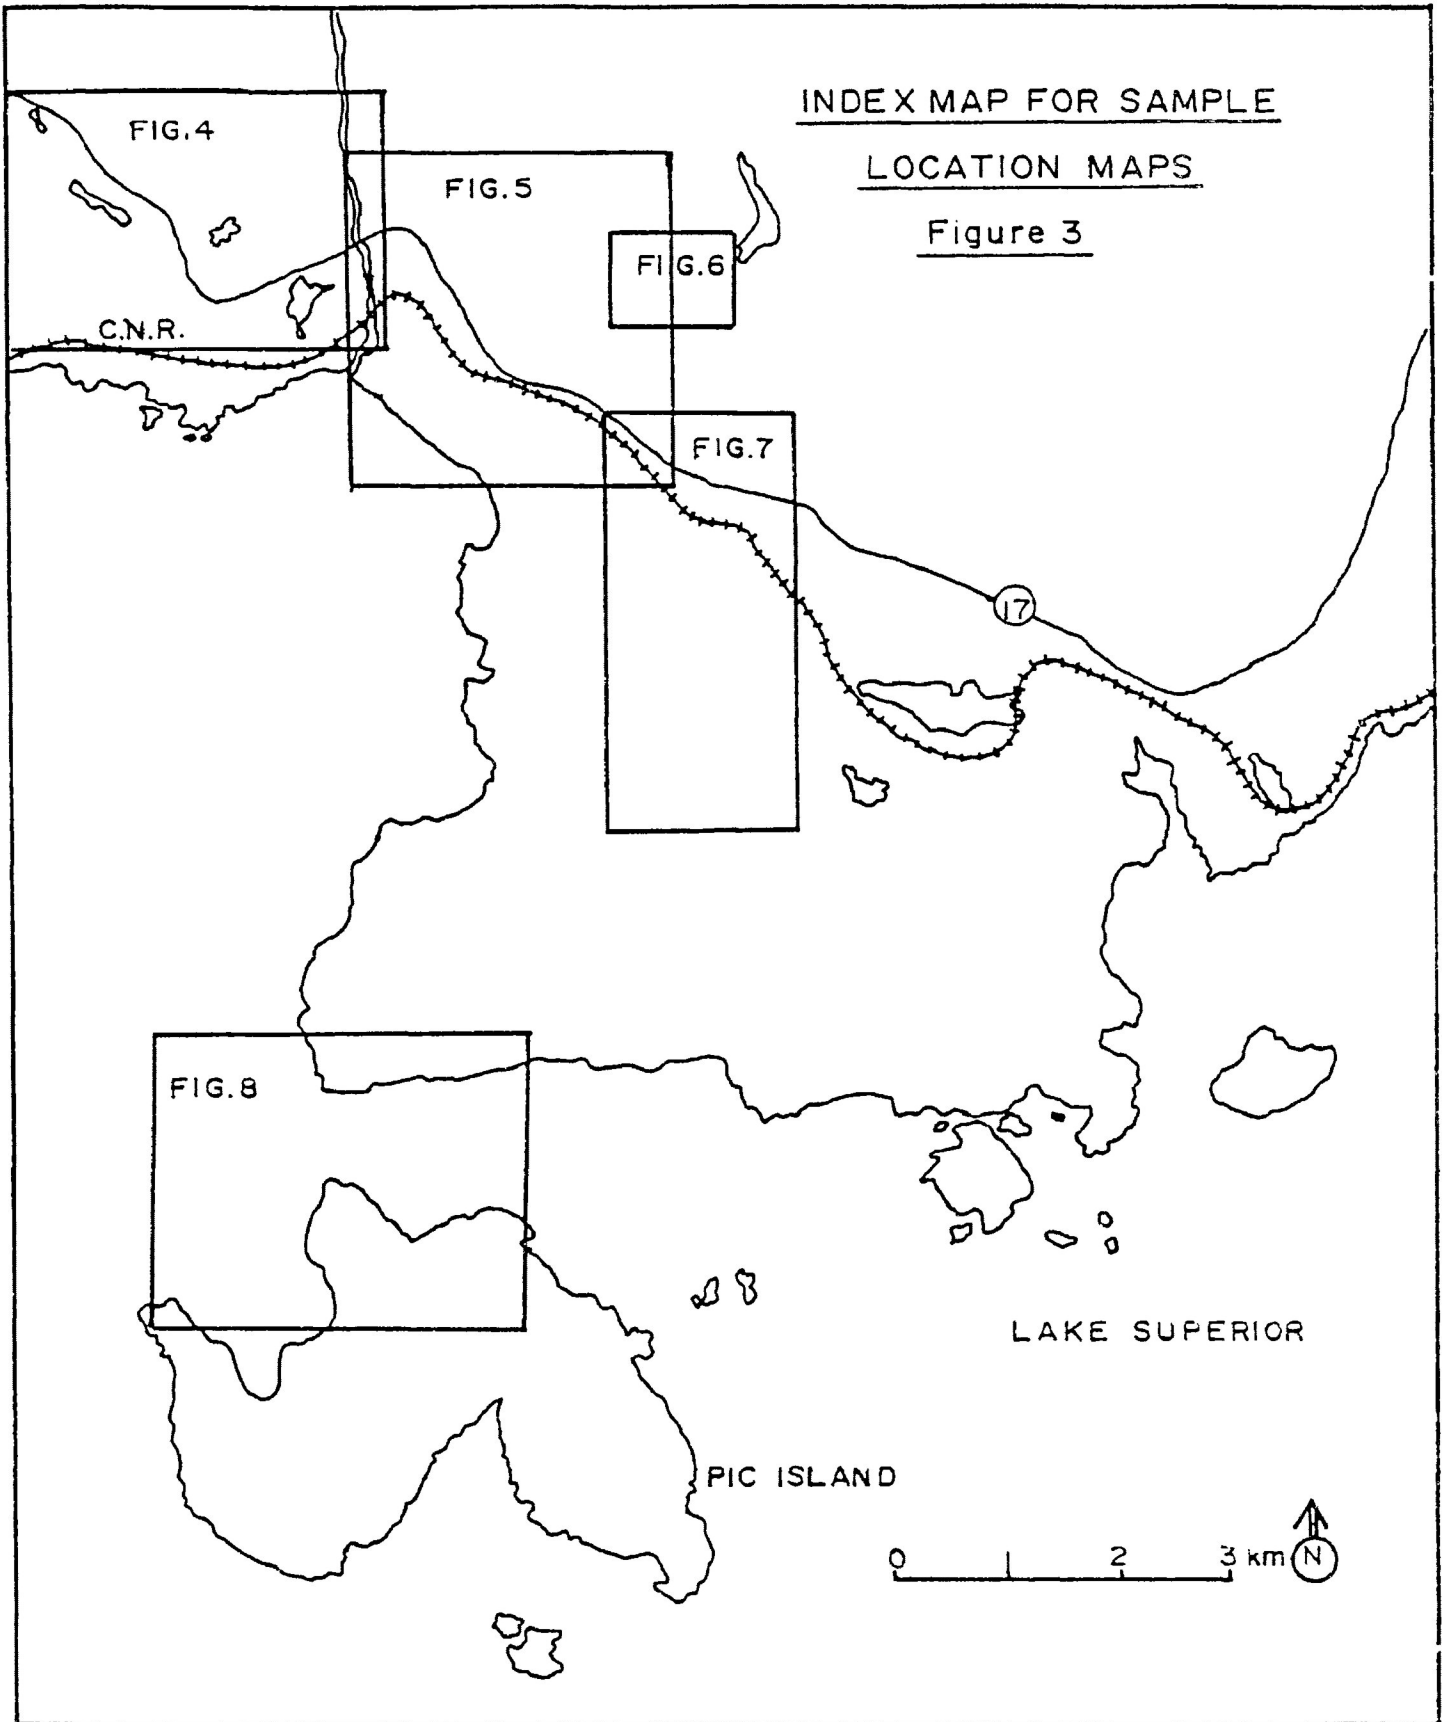 INDEX MAP FOR SAMPLE
LOCATION MAPS
Figure 3
FIG.4
FIG.5
FIG.6
C.N.R.
FIG.7
17
FIG.8
LAKE SUPERIOR
PIC ISLAND
0 1 2 3 km N